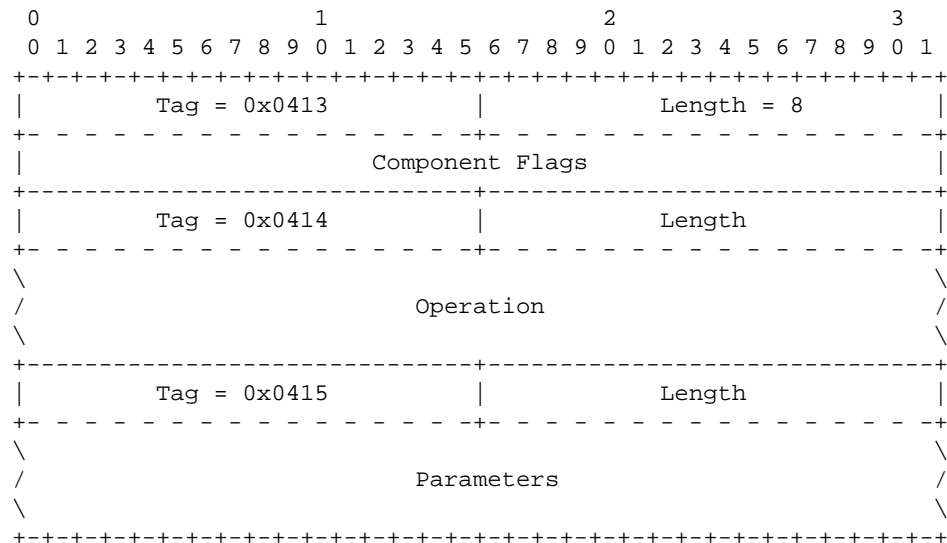 0                   1                   2                   3
 0 1 2 3 4 5 6 7 8 9 0 1 2 3 4 5 6 7 8 9 0 1 2 3 4 5 6 7 8 9 0 1
+-+-+-+-+-+-+-+-+-+-+-+-+-+-+-+-+-+-+-+-+-+-+-+-+-+-+-+-+-+-+-+-+
|         Tag = 0x0413          |            Length = 8         |
+- - - - - - - - - - - - - - - -+- - - - - - - - - - - - - - - -+
|                        Component Flags                        |
+-------------------------------+-------------------------------+
|         Tag = 0x0414          |            Length             |
+- - - - - - - - - - - - - - - -+- - - - - - - - - - - - - - - -+
\                                                               \
/                           Operation                           /
\                                                               \
+-------------------------------+-------------------------------+
|         Tag = 0x0415          |            Length             |
+- - - - - - - - - - - - - - - -+- - - - - - - - - - - - - - - -+
\                                                               \
/                           Parameters                          /
\                                                               \
+-+-+-+-+-+-+-+-+-+-+-+-+-+-+-+-+-+-+-+-+-+-+-+-+-+-+-+-+-+-+-+-+